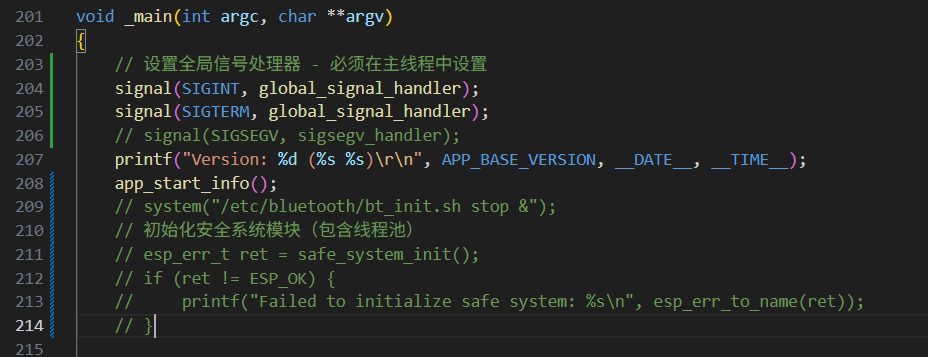 201 void _main(int argc, char **argv)
202 {
203     // 设置全局信号处理器 - 必须在主线程中设置
204     signal(SIGINT, global_signal_handler);
205     signal(SIGTERM, global_signal_handler);
206     // signal(SIGSEGV, sigsegv_handler);
207     printf("Version: %d (%s %s)\r\n", APP_BASE_VERSION, __DATE__, __TIME__);
208     app_start_info();
209     // system("/etc/bluetooth/bt_init.sh stop &");
210     // 初始化安全系统模块（包含线程池）
211     // esp_err_t ret = safe_system_init();
212     // if (ret != ESP_OK) {
213     //     printf("Failed to initialize safe system: %s\n", esp_err_to_name(ret));
214     // }
215